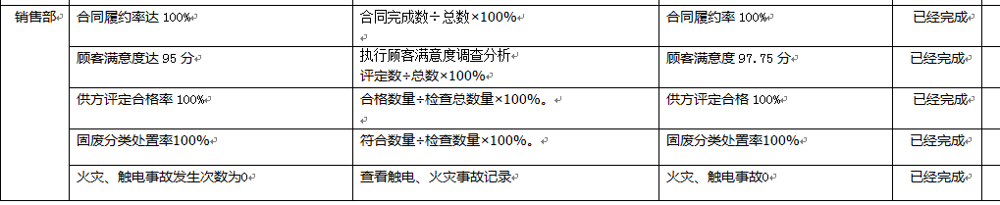 销售部
合同履约率达 100%
合同完成数÷总数×100%
合同履约率 100%
已经完成
顾客满意度达 95 分
执行顾客满意度调查分析
评定数÷总数×100%
顾客满意度 97.75 分
已经完成
供方评定合格率 100%
合格数量÷检查总数量×100%。
供方评定合格 100%
已经完成
固废分类处置率100%
符合数量÷检查数量×100%。
固废分类处置率100%
已经完成
火灾、触电事故发生次数为0
查看触电、火灾事故记录
火灾、触电事故0
已经完成